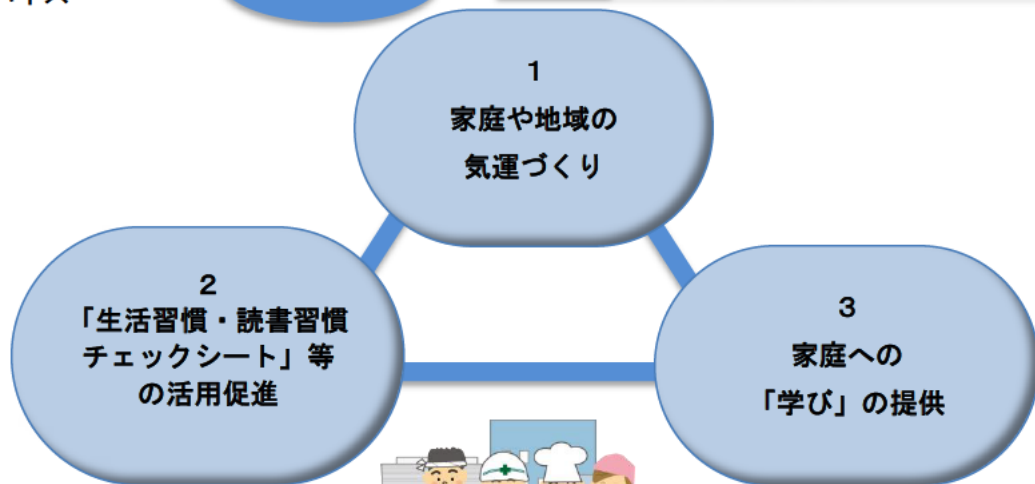 1
家庭や地域の
気運づくり
2
「生活習慣・読書習慣
チェックシート」等
の活用促進
3
家庭への
「学び」の提供